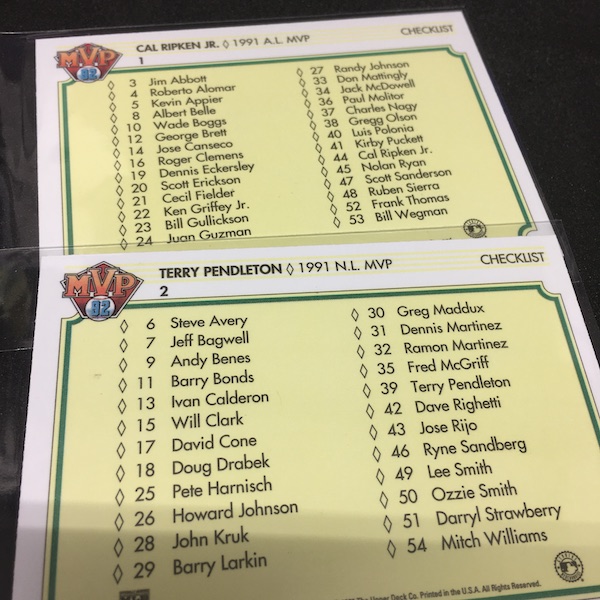 MVP
92
CAL RIPKEN JR. ◊ 1991 A.L. MVP
CHECKLIST
1
◊ 3 Jim Abbott
◊ 4 Roberto Alomar
◊ 5 Kevin Appier
◊ 8 Albert Belle
◊ 10 Wade Boggs
◊ 12 George Brett
◊ 14 Jose Canseco
◊ 16 Roger Clemens
◊ 19 Dennis Eckersley
◊ 20 Scott Erickson
◊ 21 Cecil Fielder
◊ 22 Ken Griffey Jr.
◊ 23 Bill Gullickson
◊ 24 Juan Guzman
◊ 27 Randy Johnson
◊ 33 Don Mattingly
◊ 34 Jack McDowell
◊ 36 Paul Molitor
◊ 37 Charles Nagy
◊ 38 Gregg Olson
◊ 40 Luis Polonia
◊ 41 Kirby Puckett
◊ 44 Cal Ripken Jr.
◊ 45 Nolan Ryan
◊ 47 Scott Sanderson
◊ 48 Ruben Sierra
◊ 52 Frank Thomas
◊ 53 Bill Wegman
MVP
92
TERRY PENDLETON ◊ 1991 N.L. MVP
CHECKLIST
2
◊ 6 Steve Avery
◊ 7 Jeff Bagwell
◊ 9 Andy Benes
◊ 11 Barry Bonds
◊ 13 Ivan Calderon
◊ 15 Will Clark
◊ 17 David Cone
◊ 18 Doug Drabek
◊ 25 Pete Harnisch
◊ 26 Howard Johnson
◊ 28 John Kruk
◊ 29 Barry Larkin
◊ 30 Greg Maddux
◊ 31 Dennis Martinez
◊ 32 Ramon Martinez
◊ 35 Fred McGriff
◊ 39 Terry Pendleton
◊ 42 Dave Righetti
◊ 43 Jose Rijo
◊ 46 Ryne Sandberg
◊ 49 Lee Smith
◊ 50 Ozzie Smith
◊ 51 Darryl Strawberry
◊ 54 Mitch Williams
The Upper Deck Co. Printed in the U.S.A. All Rights Reserved.